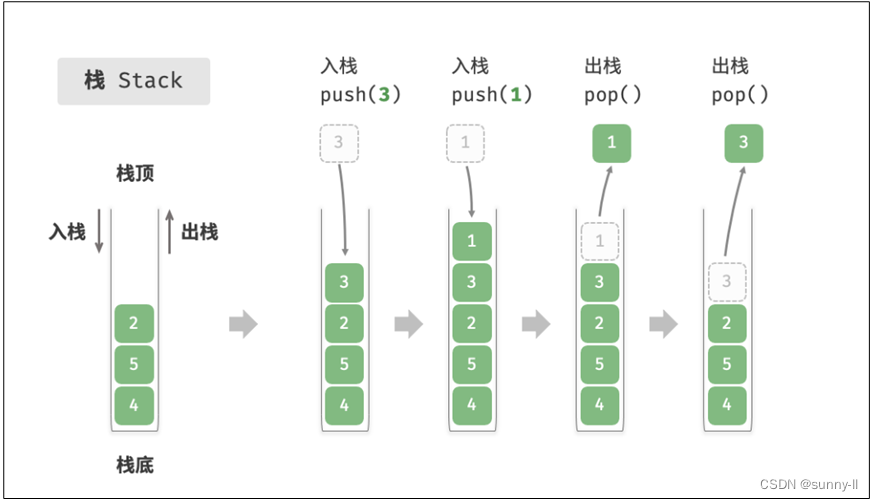 栈 Stack
入栈 入栈 出栈 出栈
push(3) push(1) pop() pop()
3 1 1 3
栈顶
入栈 出栈
1 1
3 3 3 3
2 2 2 2 2
5 5 5 5 5
4 4 4 4 4
栈底
CSDN @sunny-ll